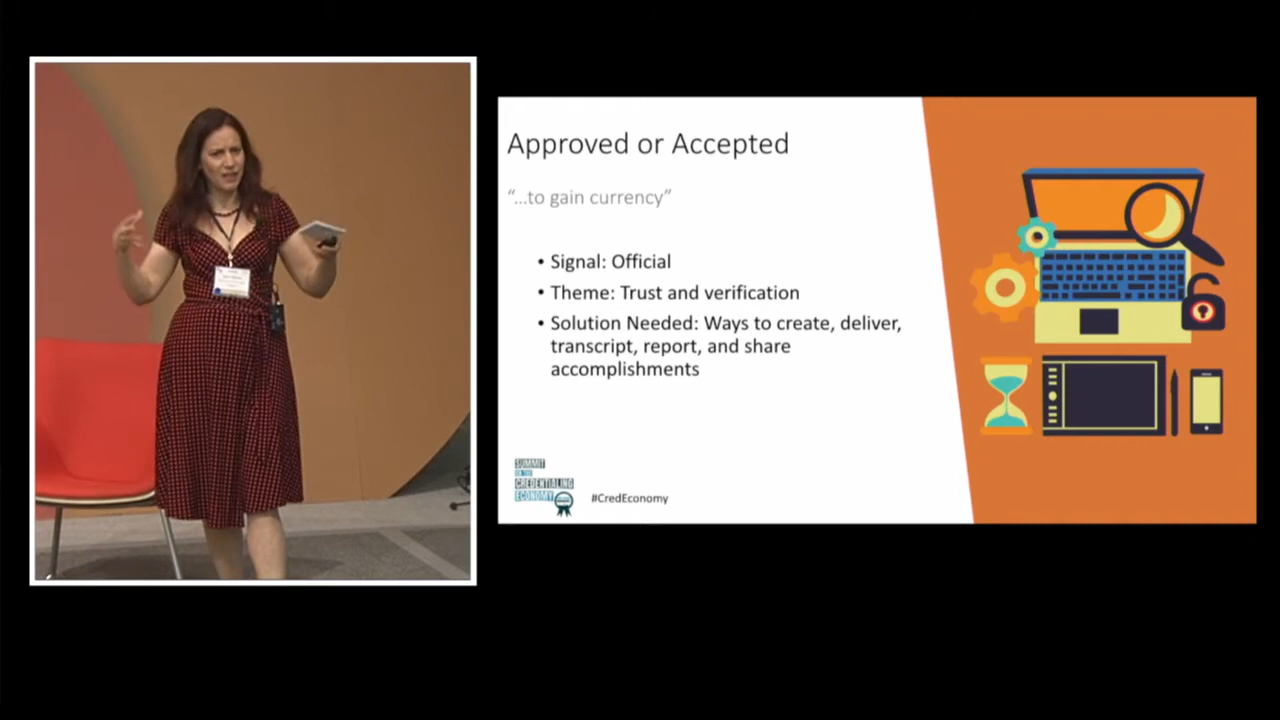 Approved or Accepted
“…to gain currency”
• Signal: Official
• Theme: Trust and verification
• Solution Needed: Ways to create, deliver,
transcript, report, and share
accomplishments
SUMMIT
ON THE
CREDENTIALING
ECONOMY
#CredEconomy